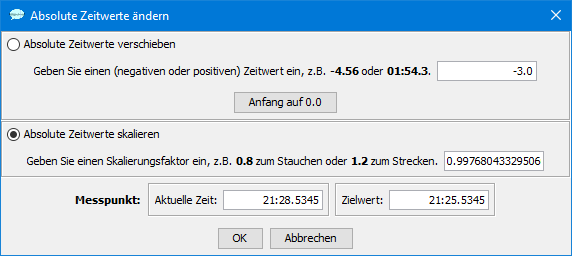 Absolute Zeitwerte ändern
Absolute Zeitwerte verschieben
Geben Sie einen (negativen oder positiven) Zeitwert ein, z.B. -4.56 oder 01:54.3. -3.0
Anfang auf 0.0
Absolute Zeitwerte skalieren
Geben Sie einen Skalierungsfaktor ein, z.B. 0.8 zum Stauchen oder 1.2 zum Strecken. 0.99768043329506
Messpunkt: Aktuelle Zeit: 21:28.5345 Zielwert: 21:25.5345
OK Abbrechen